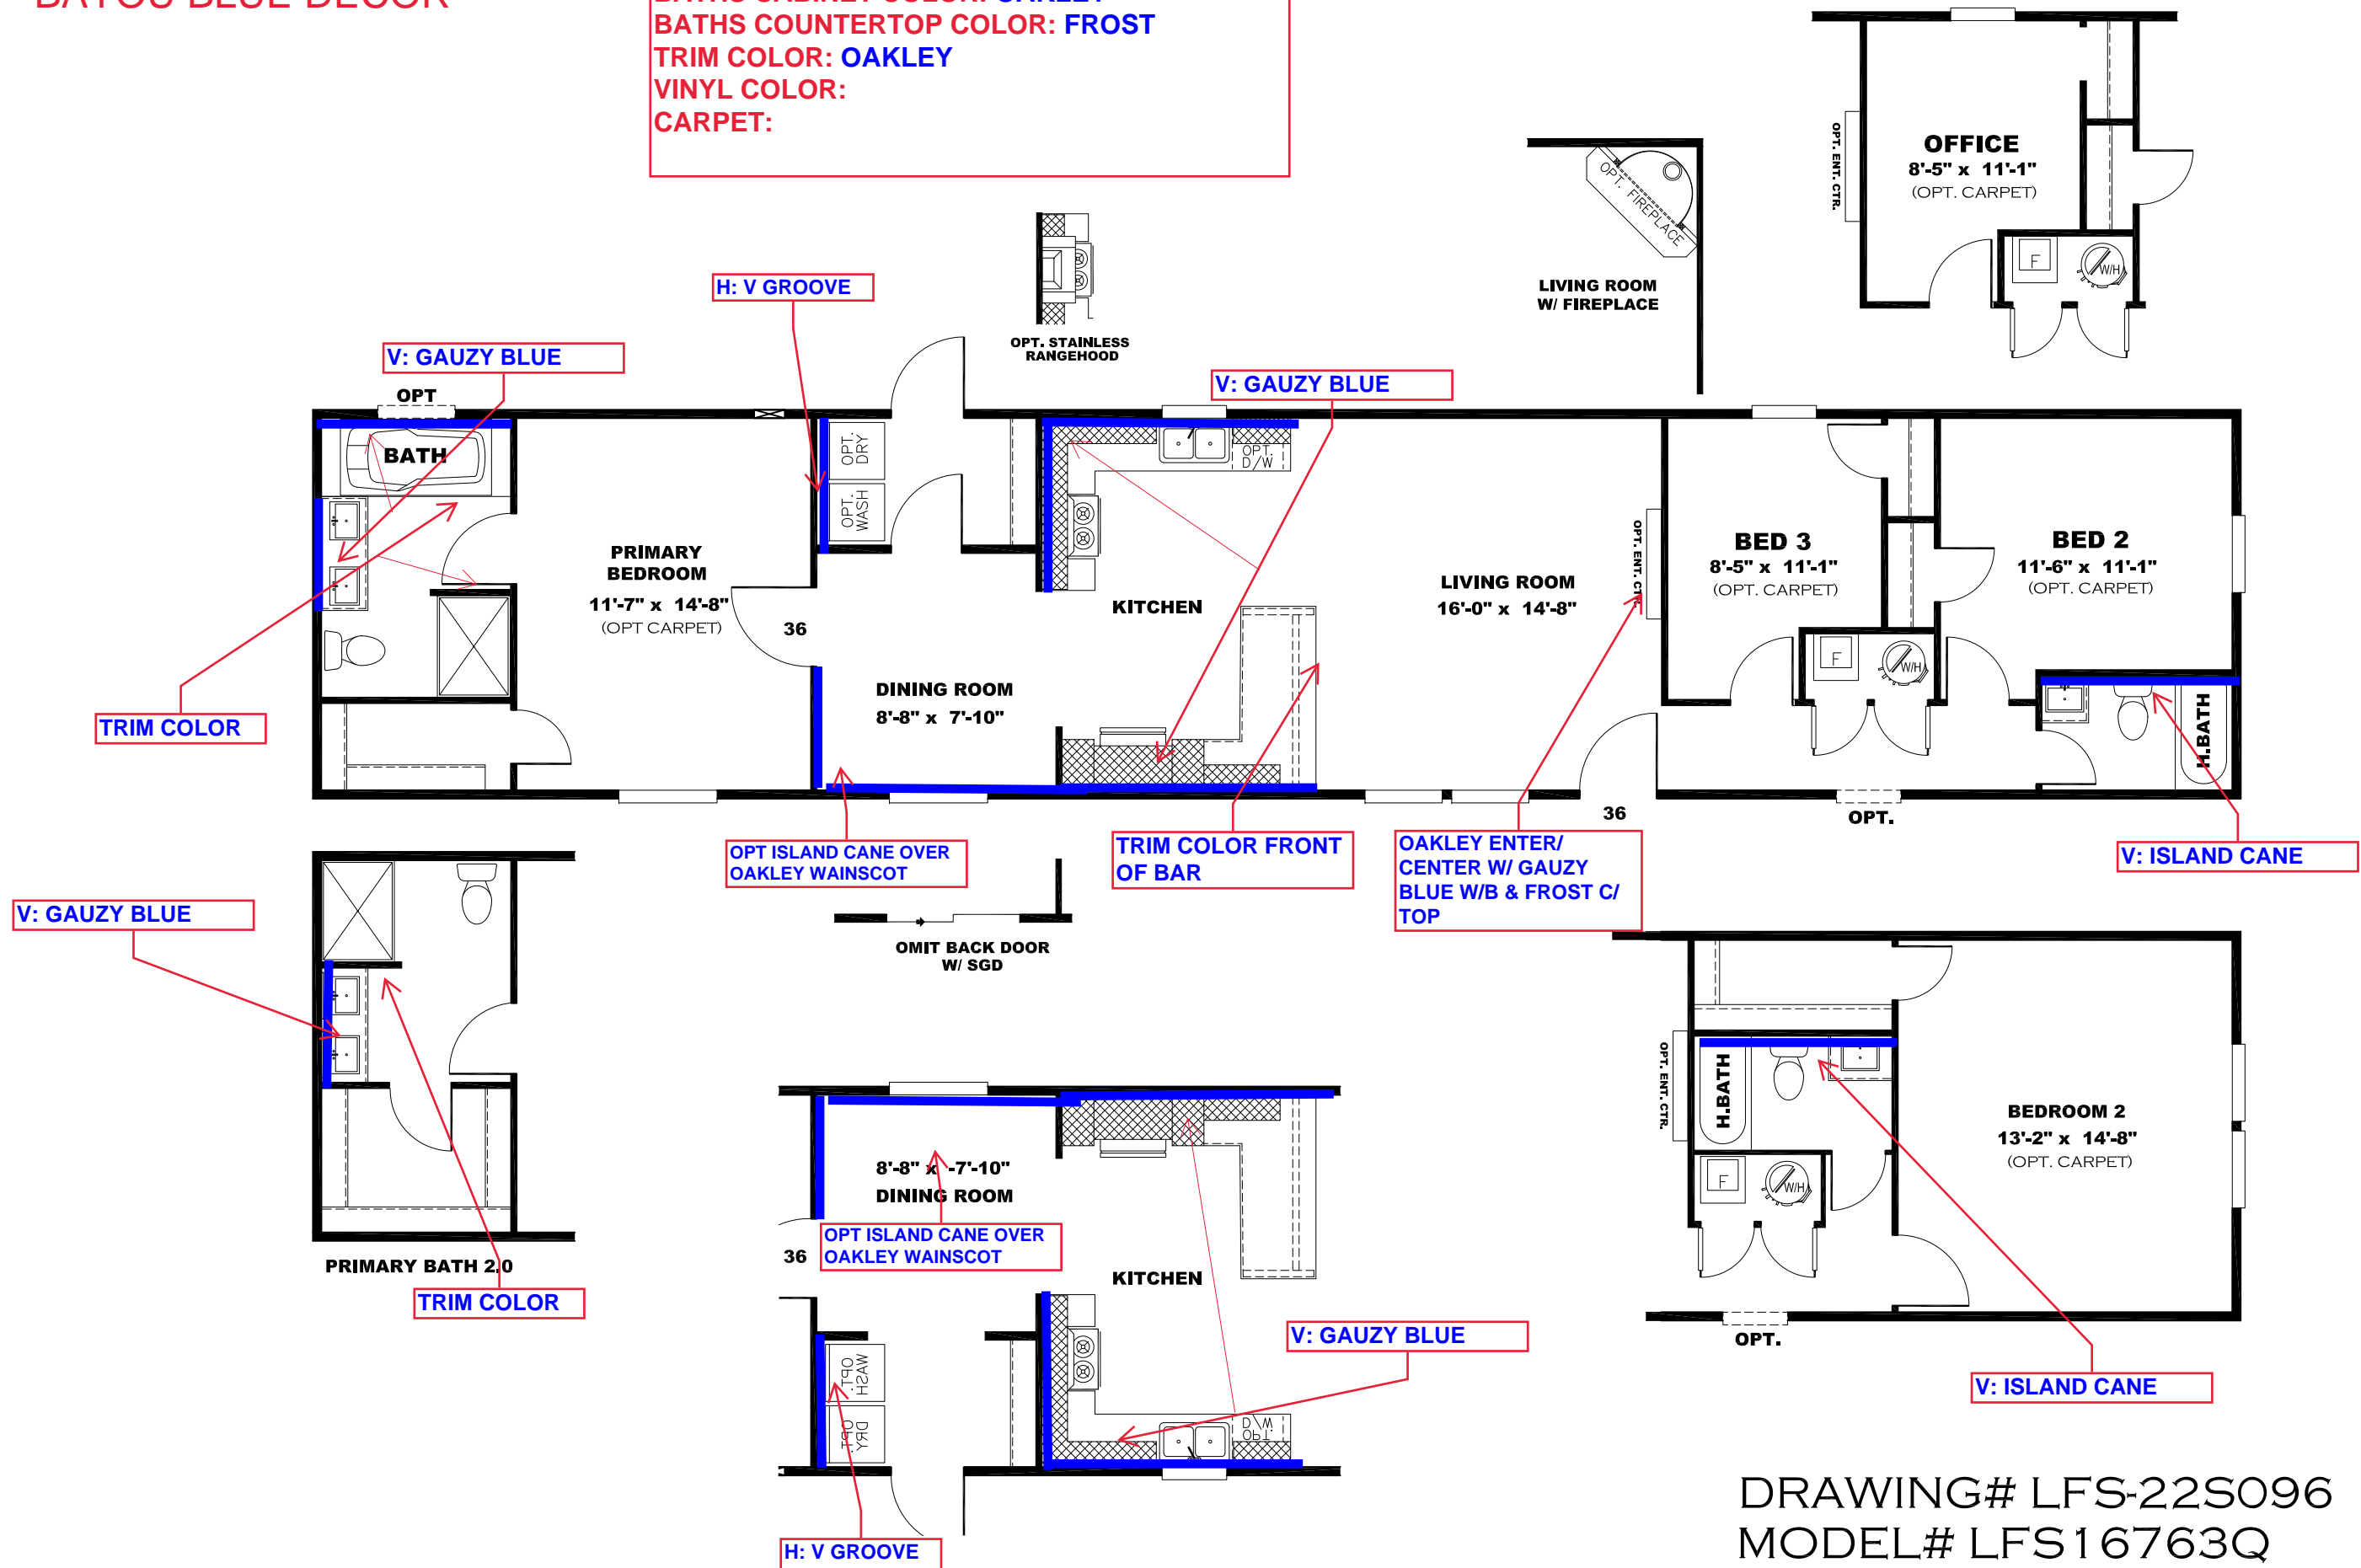 BAYOU BLUE DECOR
BATHS CABINET COLOR: OAKLEY
BATHS COUNTERTOP COLOR: FROST
TRIM COLOR: OAKLEY
VINYL COLOR:
CARPET:
OPT. ENT. CTR.
OFFICE
8'-5" x 11'-1"
(OPT. CARPET)
F
W/H
OPT. FIREPLACE
LIVING ROOM
W/ FIREPLACE
H: V GROOVE
OPT. STAINLESS
RANGEHOOD
V: GAUZY BLUE
V: GAUZY BLUE
OPT
BATH
OPT.
DRY
OPT.
WASH
OPT.
D/W
PRIMARY
BEDROOM
11'-7" x 14'-8"
(OPT CARPET)
36
KITCHEN
LIVING ROOM
16'-0" x 14'-8"
OPT. ENT. CTR.
BED 3
8'-5" x 11'-1"
(OPT. CARPET)
BED 2
11'-6" x 11'-1"
(OPT. CARPET)
F
W/H
DINING ROOM
8'-8" x 7'-10"
H.BATH
TRIM COLOR
36
OPT.
OPT ISLAND CANE OVER
OAKLEY WAINSCOT
TRIM COLOR FRONT
OF BAR
OAKLEY ENTER/
CENTER W/ GAUZY
BLUE W/B & FROST C/
TOP
V: ISLAND CANE
V: GAUZY BLUE
OMIT BACK DOOR
W/ SGD
PRIMARY BATH 2.0
TRIM COLOR
8'-8" x -7'-10"
DINING ROOM
OPT ISLAND CANE OVER
OAKLEY WAINSCOT
36
KITCHEN
OPT.
WASH
OPT.
DRY
OPT.
D/W
V: GAUZY BLUE
H: V GROOVE
OPT. ENT. CTR.
H.BATH
F
W/H
BEDROOM 2
13'-2" x 14'-8"
(OPT. CARPET)
OPT.
V: ISLAND CANE
DRAWING# LFS-22S096
MODEL# LFS16763Q